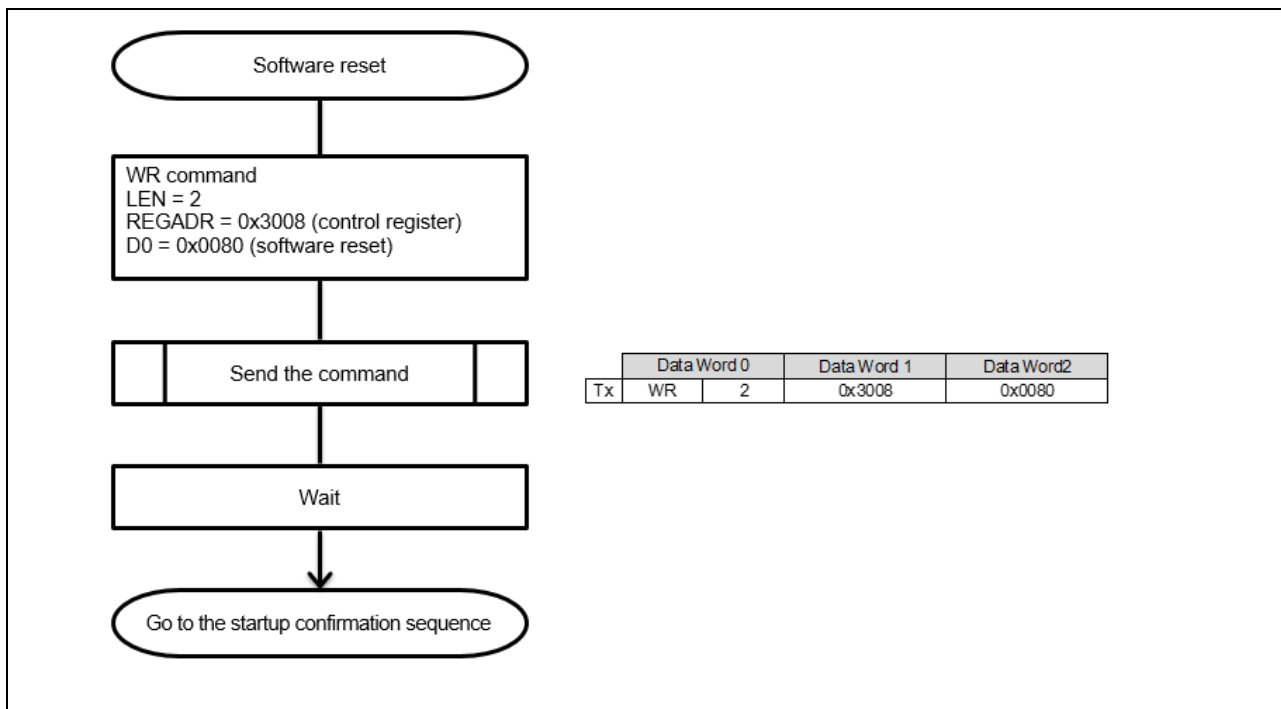 Software reset
WR command
LEN = 2
REGADR = 0x3008 (control register)
D0 = 0x0080 (software reset)
Send the command
Data Word 0 Data Word 1 Data Word2
Tx WR 2 0x3008 0x0080
Wait
Go to the startup confirmation sequence